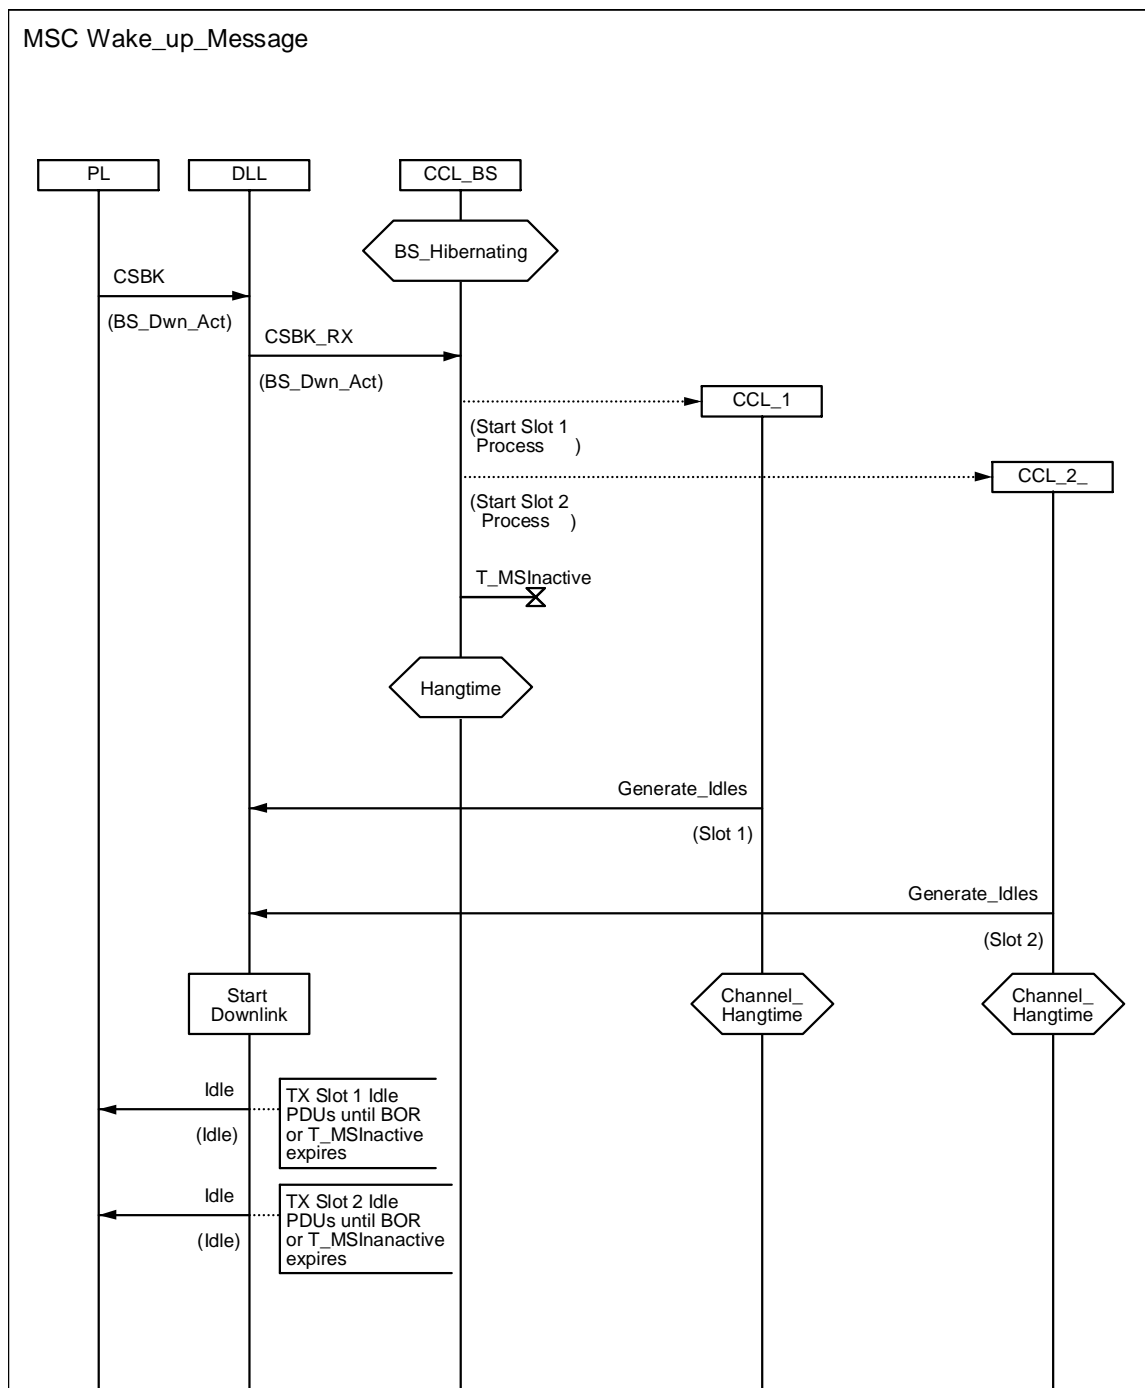 MSC Wake_up_Message
PL
DLL
CCL_BS
BS_Hibernating
CSBK
(BS_Dwn_Act)
CSBK_RX
(BS_Dwn_Act)
CCL_1
(Start Slot 1
Process )
CCL_2_
(Start Slot 2
Process )
T_MSInactive
Hangtime
Generate_Idles
(Slot 1)
Generate_Idles
(Slot 2)
Start
Downlink
Channel_
Hangtime
Channel_
Hangtime
Idle
(Idle)
TX Slot 1 Idle
PDUs until BOR
or T_MSInactive
expires
Idle
(Idle)
TX Slot 2 Idle
PDUs until BOR
or T_MSInanactive
expires